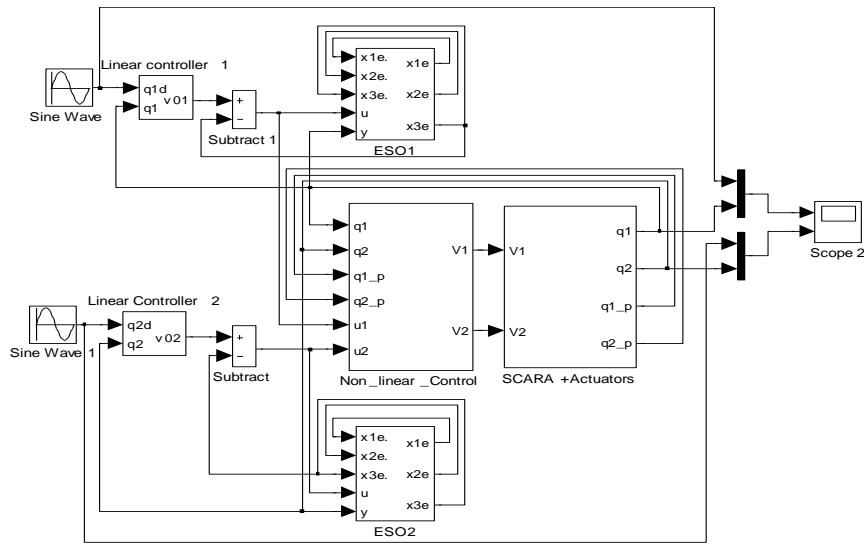 Linear controller 1
q1d
q1
v01
Sine Wave
+
−
Subtract 1
x1e.
x2e.
x3e.
u
y
x1e
x2e
x3e
ESO1
q1
q2
q1_p
q2_p
u1
u2
V1
V2
Non_linear_Control
V1
V2
q1
q2
q1_p
q2_p
SCARA +Actuators
Scope 2
Linear Controller 2
q2d
q2
v02
Sine Wave 1
+
−
Subtract
x1e.
x2e.
x3e.
u
y
x1e
x2e
x3e
ESO2